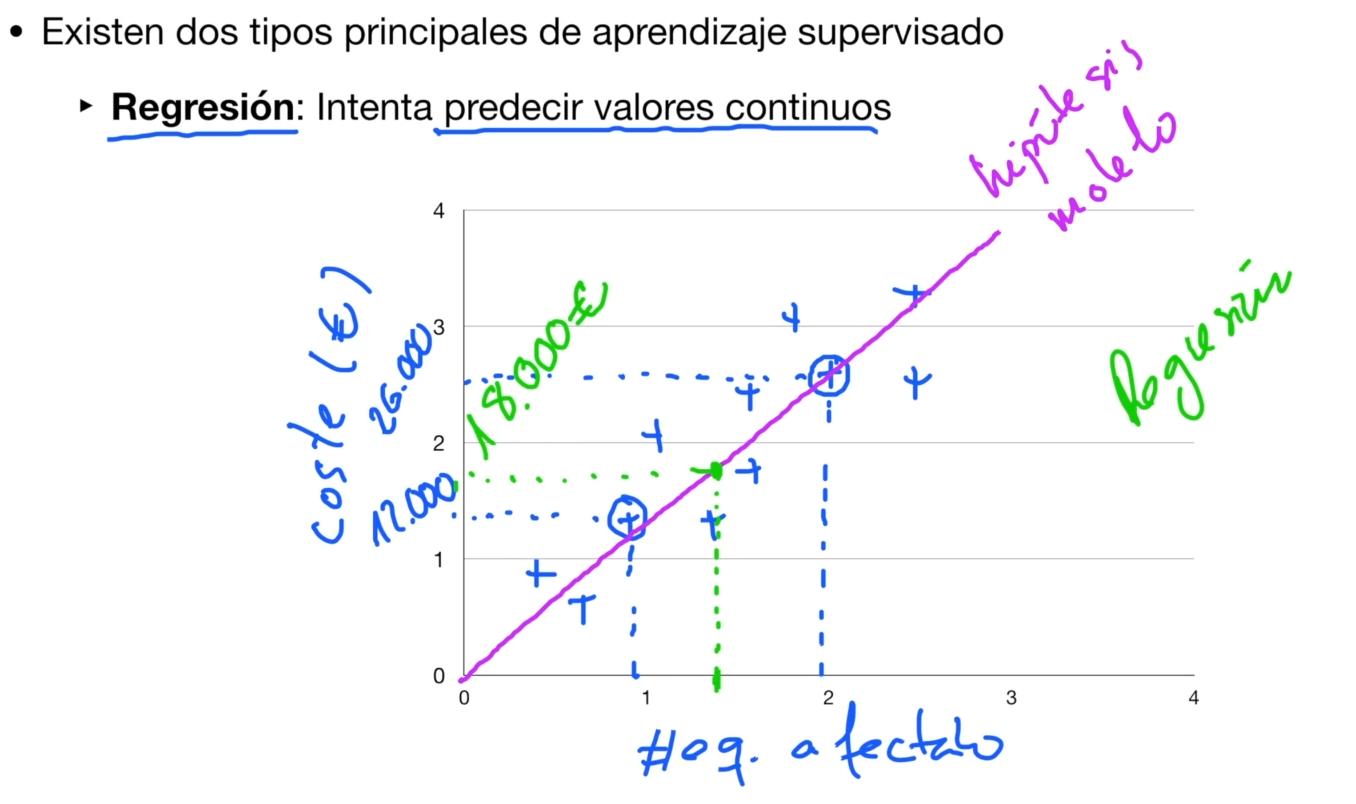 • Existen dos tipos principales de aprendizaje supervisado
▸ Regresión: Intenta predecir valores continuos
hipótesis
modelo
Regresión
coste (€)
26.000
18.000€
12.000
4
3
2
1
0
0 1 2 3 4
#eq. afectado